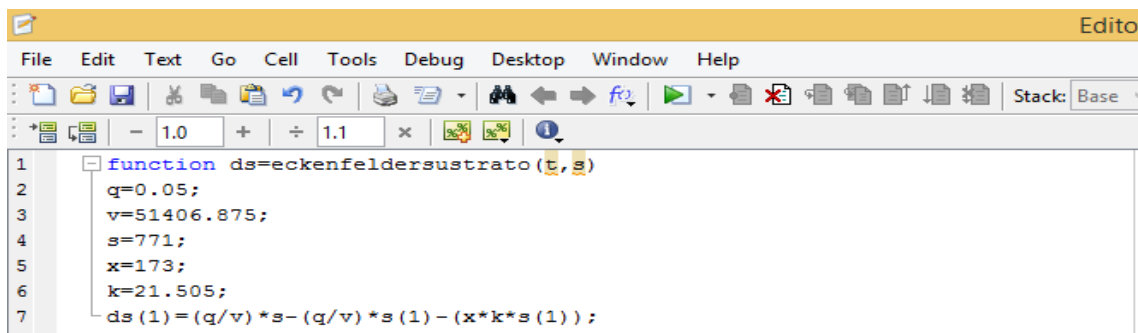 Edito
File Edit Text Go Cell Tools Debug Desktop Window Help
Stack: Base
1.0 + ÷ 1.1 ×
1 function ds=eckenfeldersustrato(t,s)
2 q=0.05;
3 v=51406.875;
4 s=771;
5 x=173;
6 k=21.505;
7 ds(1)=(q/v)*s-(q/v)*s(1)-(x*k*s(1));